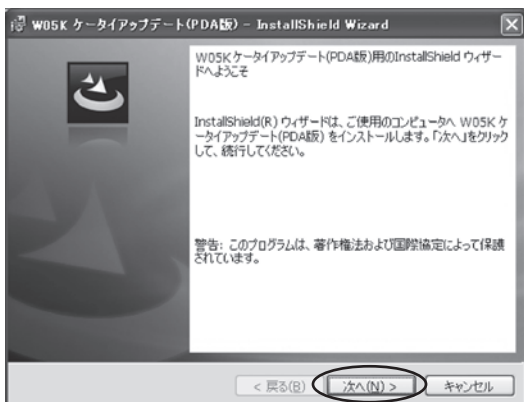 W05K ケータイアップデート(PDA版) - InstallShield Wizard
W05Kケータイアップデート(PDA版)用のInstallShield ウィザー
ドへようこそ
InstallShield(R) ウィザードは、ご使用のコンピュータへ W05K ケ
ータイアップデート(PDA版) をインストールします。「次へ」をクリック
して、続行してください。
警告: このプログラムは、著作権法および国際協定によって保護
されています。
< 戻る(B)
次へ(N) >
キャンセル